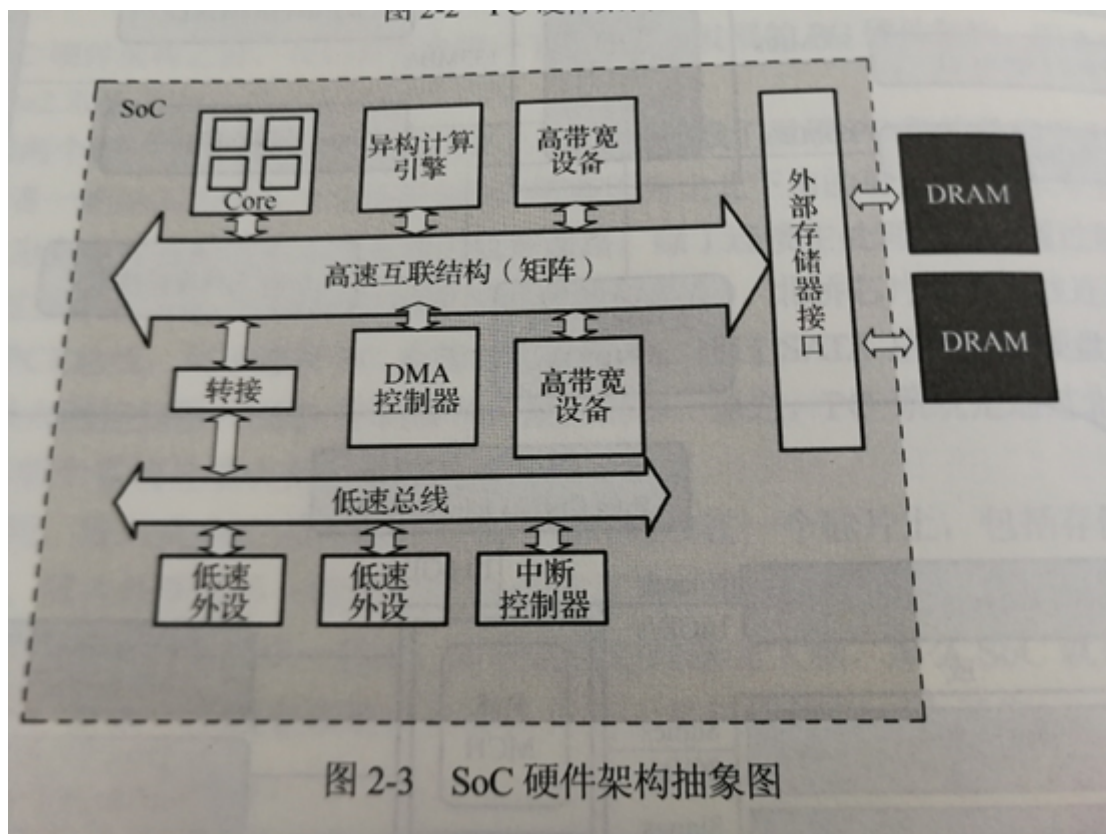 SoC
Core
异构计算
引擎
高带宽
设备
外部存储器接口
DRAM
高速互联结构（矩阵）
DRAM
转接
DMA
控制器
高带宽
设备
低速总线
低速
外设
低速
外设
中断
控制器
图 2-3 SoC 硬件架构抽象图